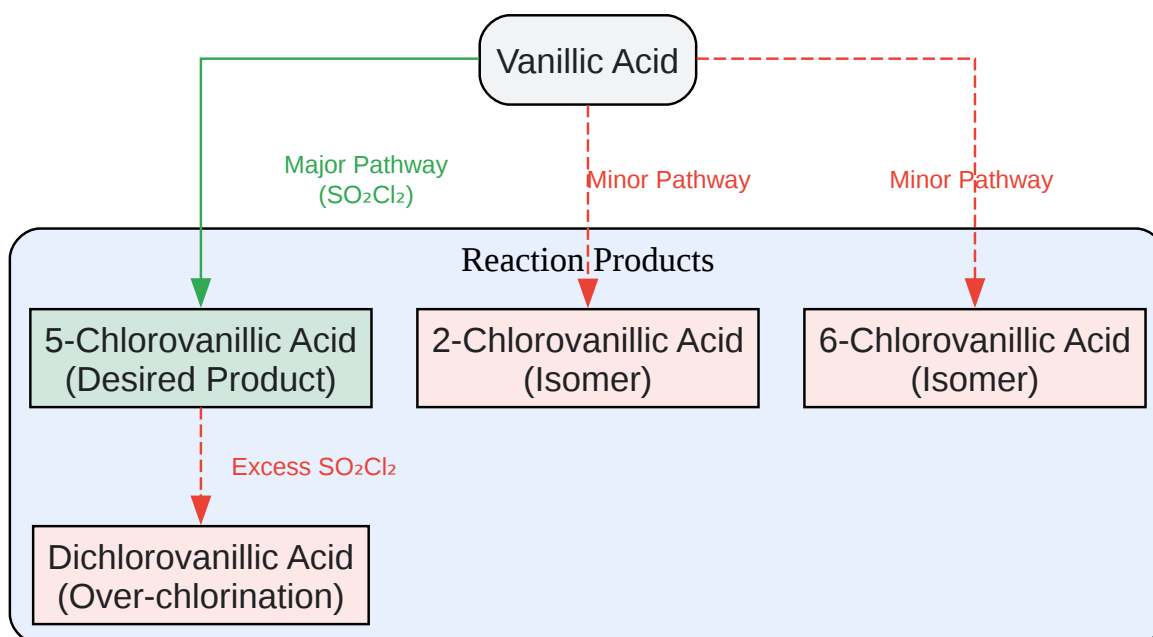 Vanillic Acid
Major Pathway
(SO₂Cl₂)
Minor Pathway
Minor Pathway
Reaction Products
5-Chlorovanillic Acid
(Desired Product)
2-Chlorovanillic Acid
(Isomer)
6-Chlorovanillic Acid
(Isomer)
Excess SO₂Cl₂
Dichlorovanillic Acid
(Over-chlorination)